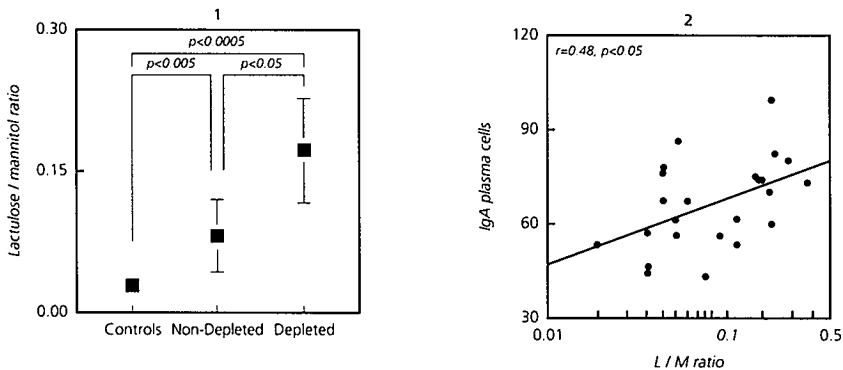 1
0.30
0.15
0.00
Lactulose / mannitol ratio
p<0 0005
p<0 005
p<0.05
Controls
Non-Depleted
Depleted
2
r=0.48, p<0 05
120
90
60
30
IgA plasma cells
0.01
0.1
0.5
L / M ratio